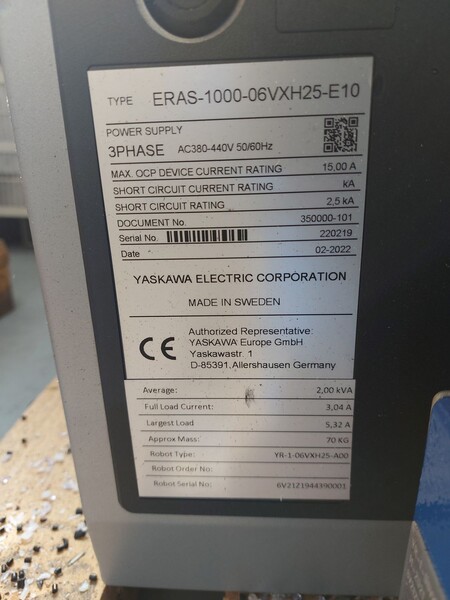 TYPE ERAS-1000-06VXH25-E10
POWER SUPPLY
3PHASE AC380-440V 50/60Hz
MAX. OCP DEVICE CURRENT RATING 15,00 A
SHORT CIRCUIT CURRENT RATING kA
SHORT CIRCUIT RATING 2,5 kA
DOCUMENT No. 350000-101
Serial No. 220219
Date 02-2022
YASKAWA ELECTRIC CORPORATION
MADE IN SWEDEN
CE
Authorized Representative:
YASKAWA Europe GmbH
Yaskawastr. 1
D-85391,Allershausen Germany
Average: 2,00 kVA
Full Load Current: 3,04 A
Largest Load 5,32 A
Approx Mass: 70 KG
Robot Type: YR-1-06VXH25-A00
Robot Order No:
Robot Serial No: 6V21Z1944390001